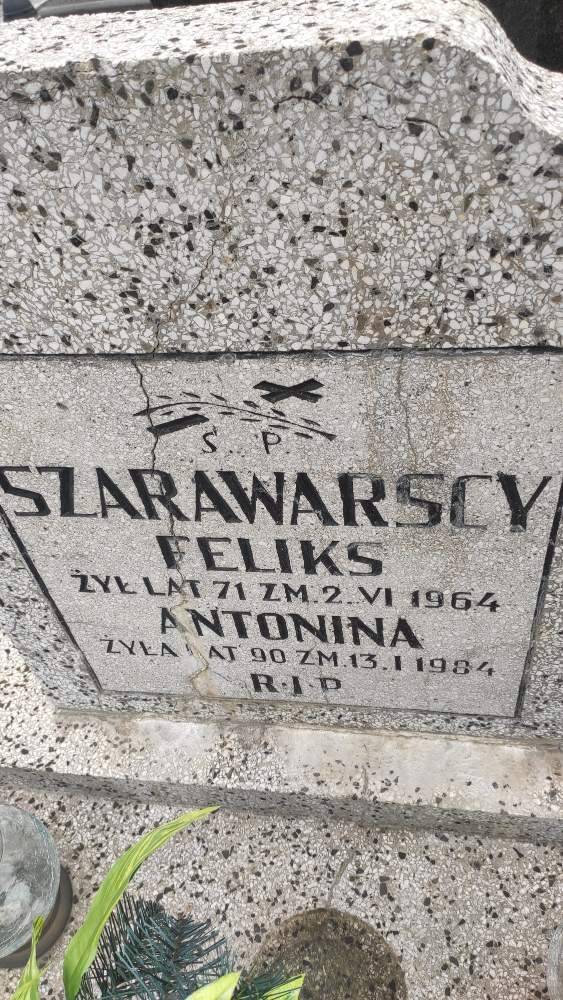 Ś. P.
SZARAWARSCY
FELIKS
ŻYŁ LAT 71 ZM. 2. VI 1964
ANTONINA
ŻYŁA LAT 90 ZM. 13. I 1984
R·I·P